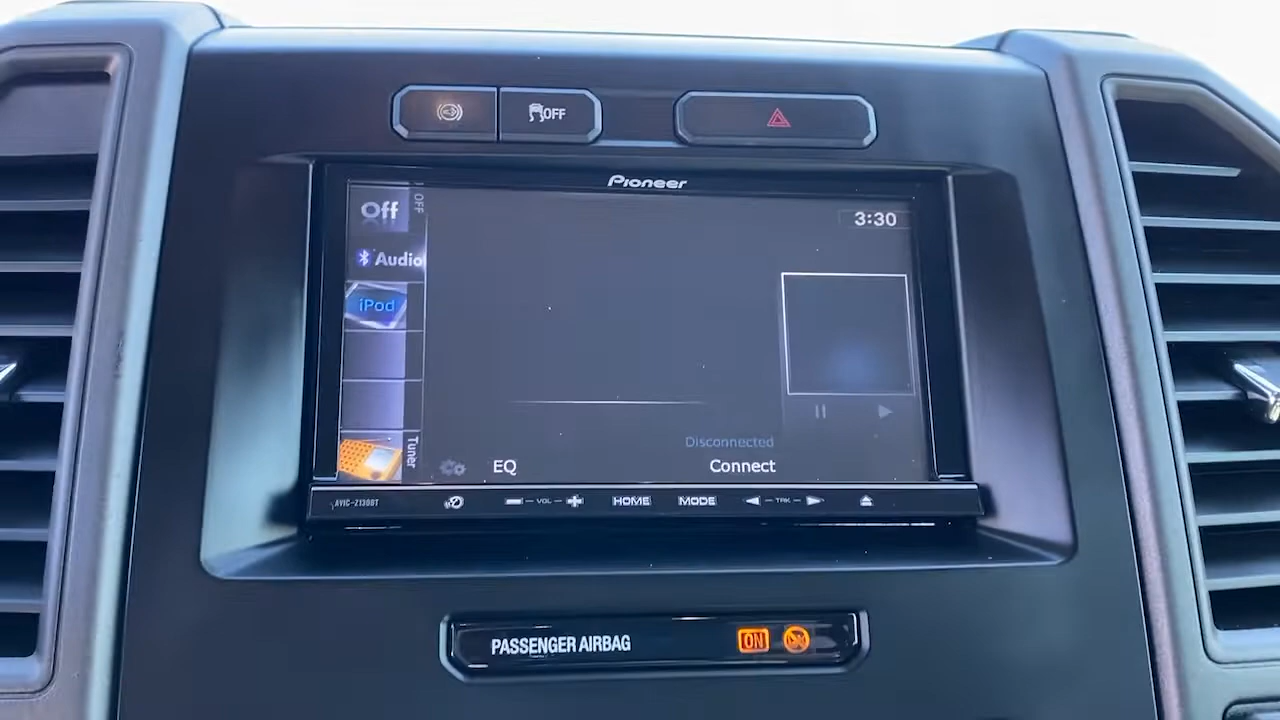 OFF
Pioneer
Off
OFF
3:30
Audio
iPod
Tuner
Disconnected
EQ
Connect
AVIC-Z130BT
VOL
HOME
MODE
TRK
PASSENGER AIRBAG
ON